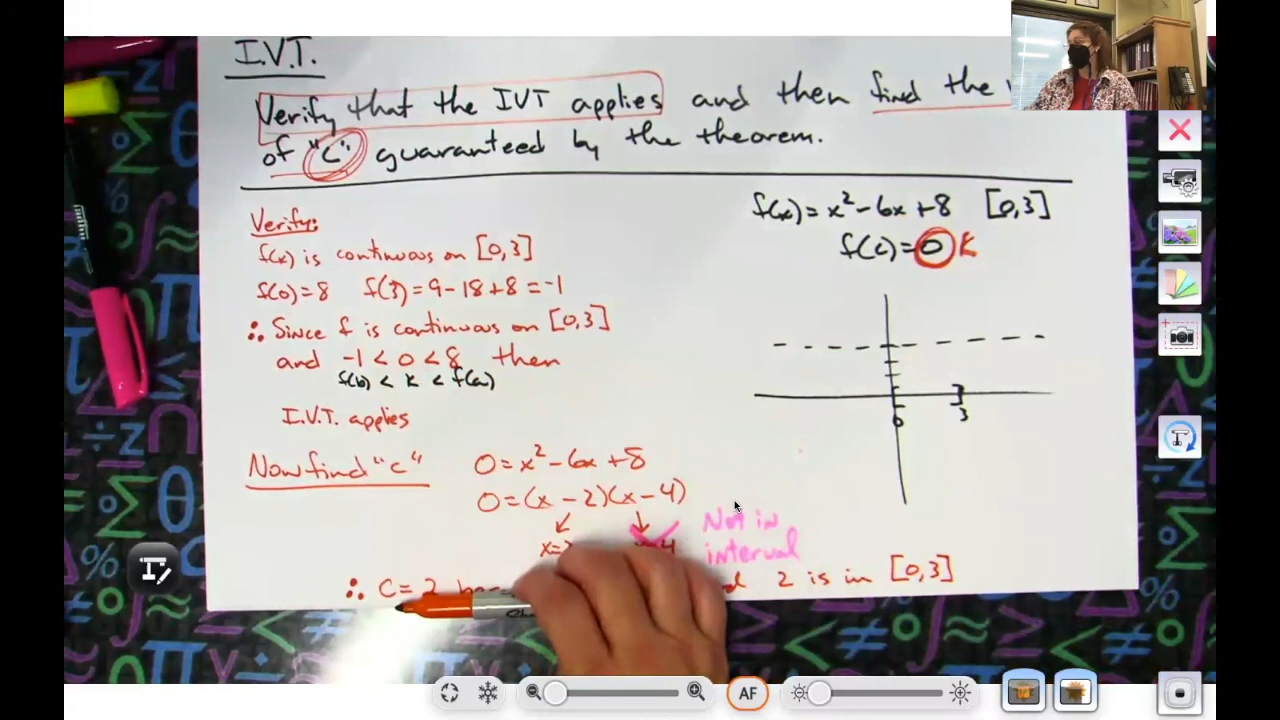 I.V.T.
Verify that the IVT applies and then find the
of "c" guaranteed by the theorem.
f(x) = x² - 6x + 8 [0,3]
f(c) = 0 K
Verify:
f(x) is continuous on [0,3]
f(0) = 8 f(3) = 9 - 18 + 8 = -1
∴ Since f is continuous on [0,3]
and -1 < 0 < 8 then
f(b) < K < f(a)
I.V.T. applies
0
3
Now find "c"
0 = x² - 6x + 8
0 = (x - 2)(x - 4)
Not in
interval
∴ C = 2
2 is in [0,3]
AF